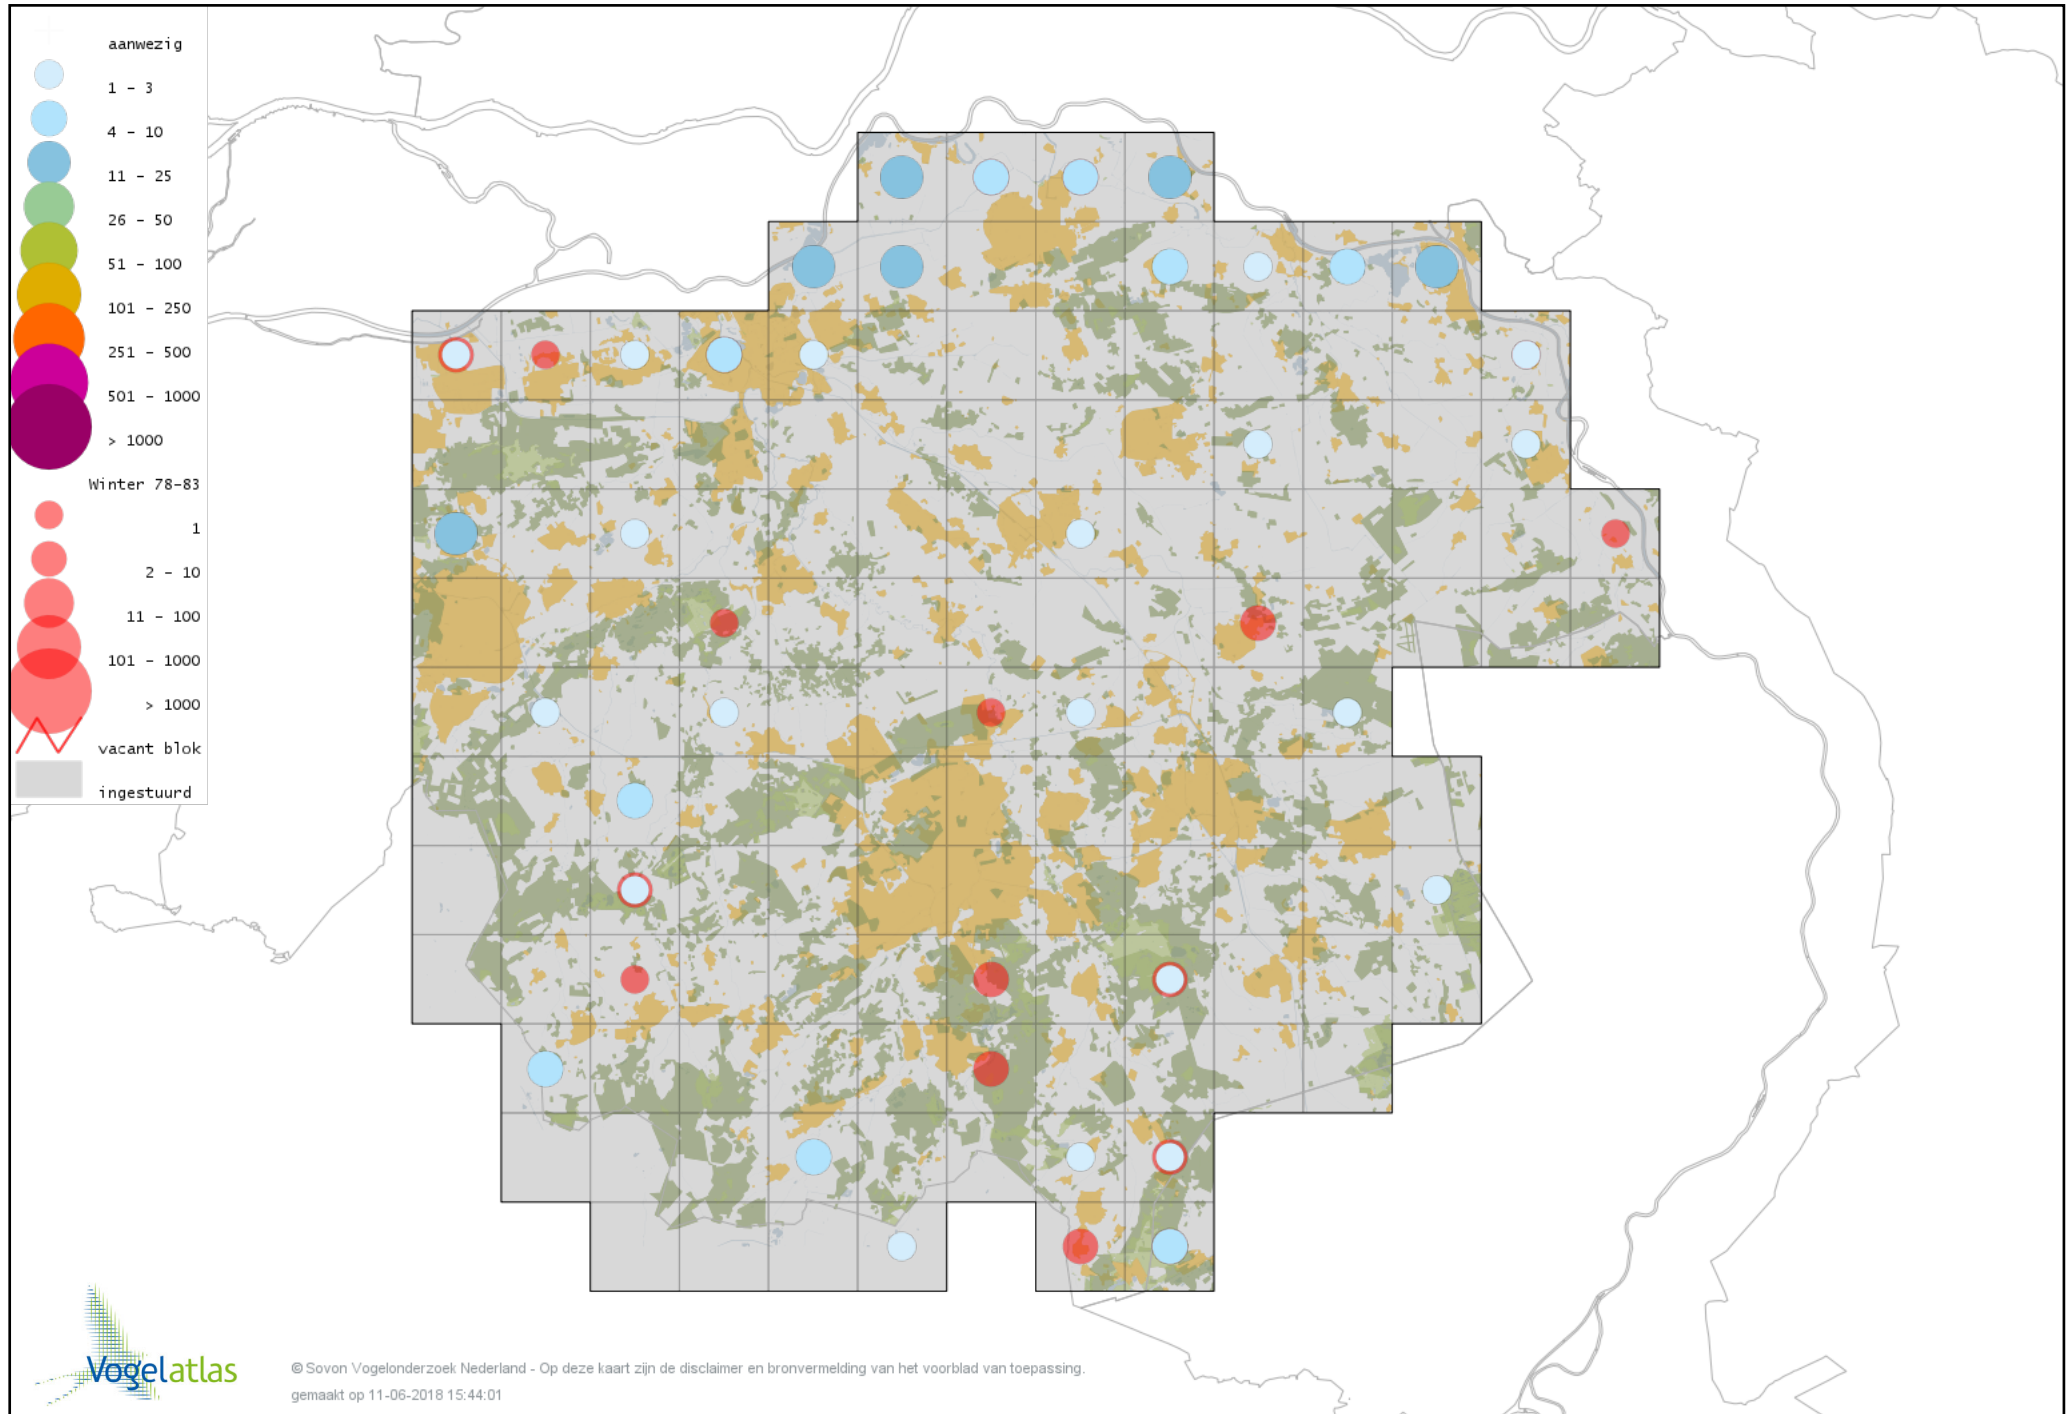 aanwezig
1 - 3
4 - 10
11 - 25
26 - 50
51 - 100
101 - 250
251 - 500
501 - 1000
> 1000
Winter 78-83
1
2 - 10
11 - 100
101 - 1000
> 1000
vacant blok
ingestuurd
Vogelatlas
© Sovon Vogelonderzoek Nederland - Op deze kaart zijn de disclaimer en bronvermelding van het voorblad van toepassing.
gemaakt op 11-06-2018 15:44:01